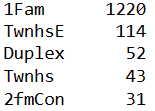 1Fam 1220
TwnhsE 114
Duplex 52
Twnhs 43
2fmCon 31